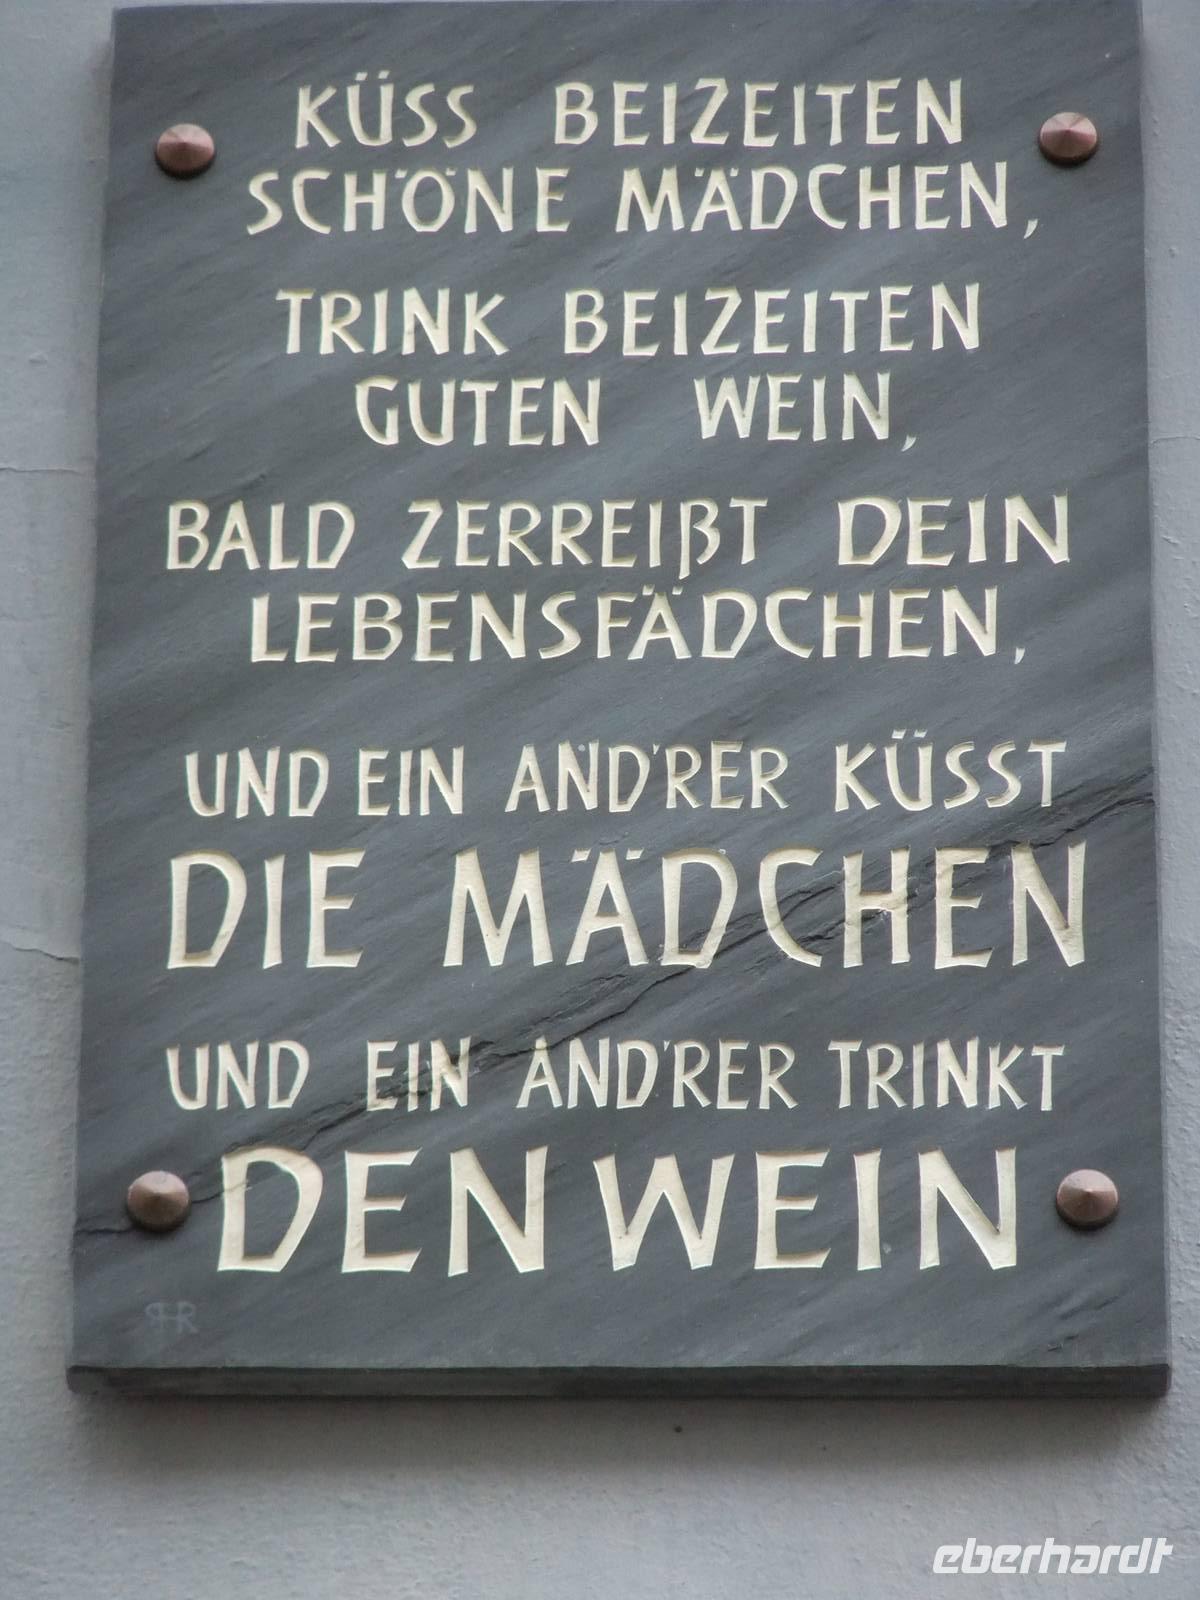 KÜSS BEIZEITEN
SCHÖNE MÄDCHEN,
TRINK BEIZEITEN
GUTEN WEIN,
BALD ZERREIßT DEIN
LEBENSFÄDCHEN,
UND EIN AND'RER KÜSST
DIE MÄDCHEN
UND EIN AND'RER TRINKT
DEN WEIN
eberhardt